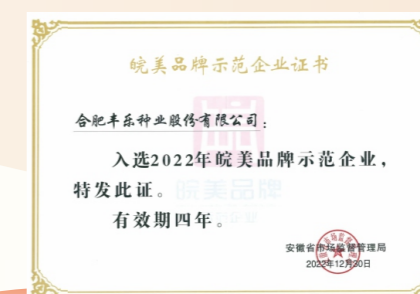 皖美品牌示范企业证书
合肥丰乐种业股份有限公司：
入选2022年皖美品牌示范企业，
特发此证。
皖美品牌
有效期四年。
安徽省市场监督管理局
2022年12月30日